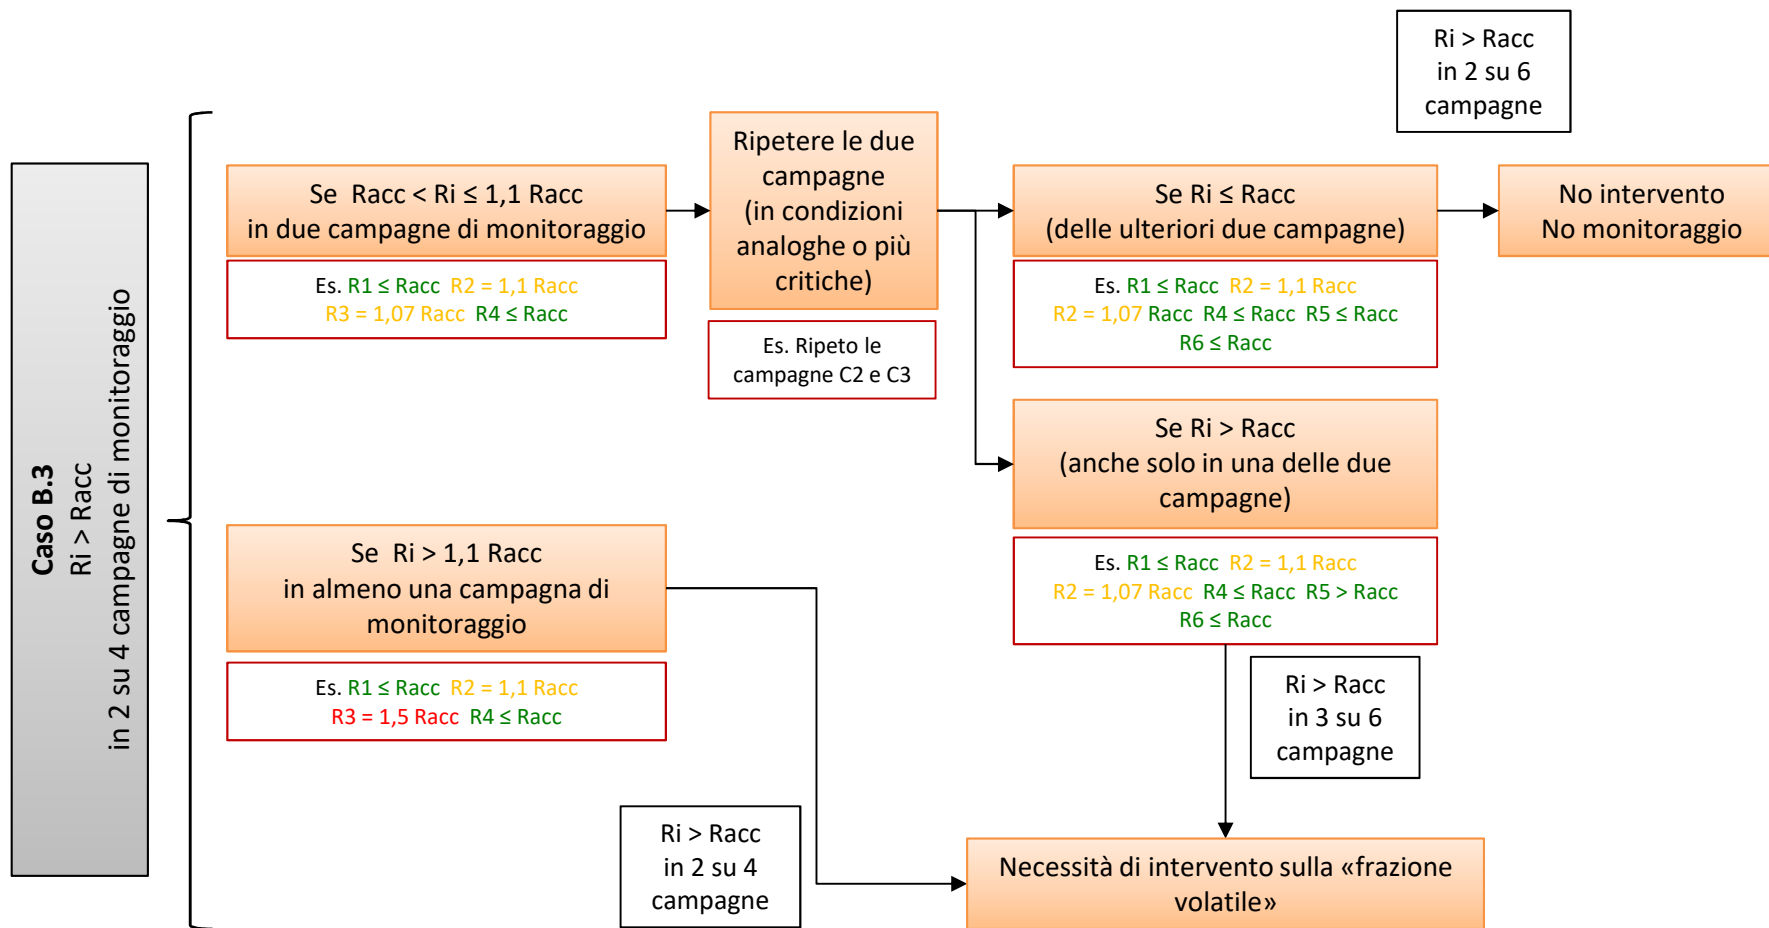 Caso B.3
Ri > Racc
in 2 su 4 campagne di monitoraggio
Se Racc < Ri ≤ 1,1 Racc
in due campagne di monitoraggio
Es. R1 ≤ Racc R2 = 1,1 Racc
R3 = 1,07 Racc R4 ≤ Racc
Ripetere le due
campagne
(in condizioni
analoghe o più
critiche)
Es. Ripeto le
campagne C2 e C3
Se Ri ≤ Racc
(delle ulteriori due campagne)
Es. R1 ≤ Racc R2 = 1,1 Racc
R2 = 1,07 Racc R4 ≤ Racc R5 ≤ Racc
R6 ≤ Racc
Ri > Racc
in 2 su 6
campagne
No intervento
No monitoraggio
Se Ri > Racc
(anche solo in una delle due
campagne)
Es. R1 ≤ Racc R2 = 1,1 Racc
R2 = 1,07 Racc R4 ≤ Racc R5 > Racc
R6 ≤ Racc
Ri > Racc
in 3 su 6
campagne
Se Ri > 1,1 Racc
in almeno una campagna di
monitoraggio
Es. R1 ≤ Racc R2 = 1,1 Racc
R3 = 1,5 Racc R4 ≤ Racc
Ri > Racc
in 2 su 4
campagne
Necessità di intervento sulla «frazione
volatile»